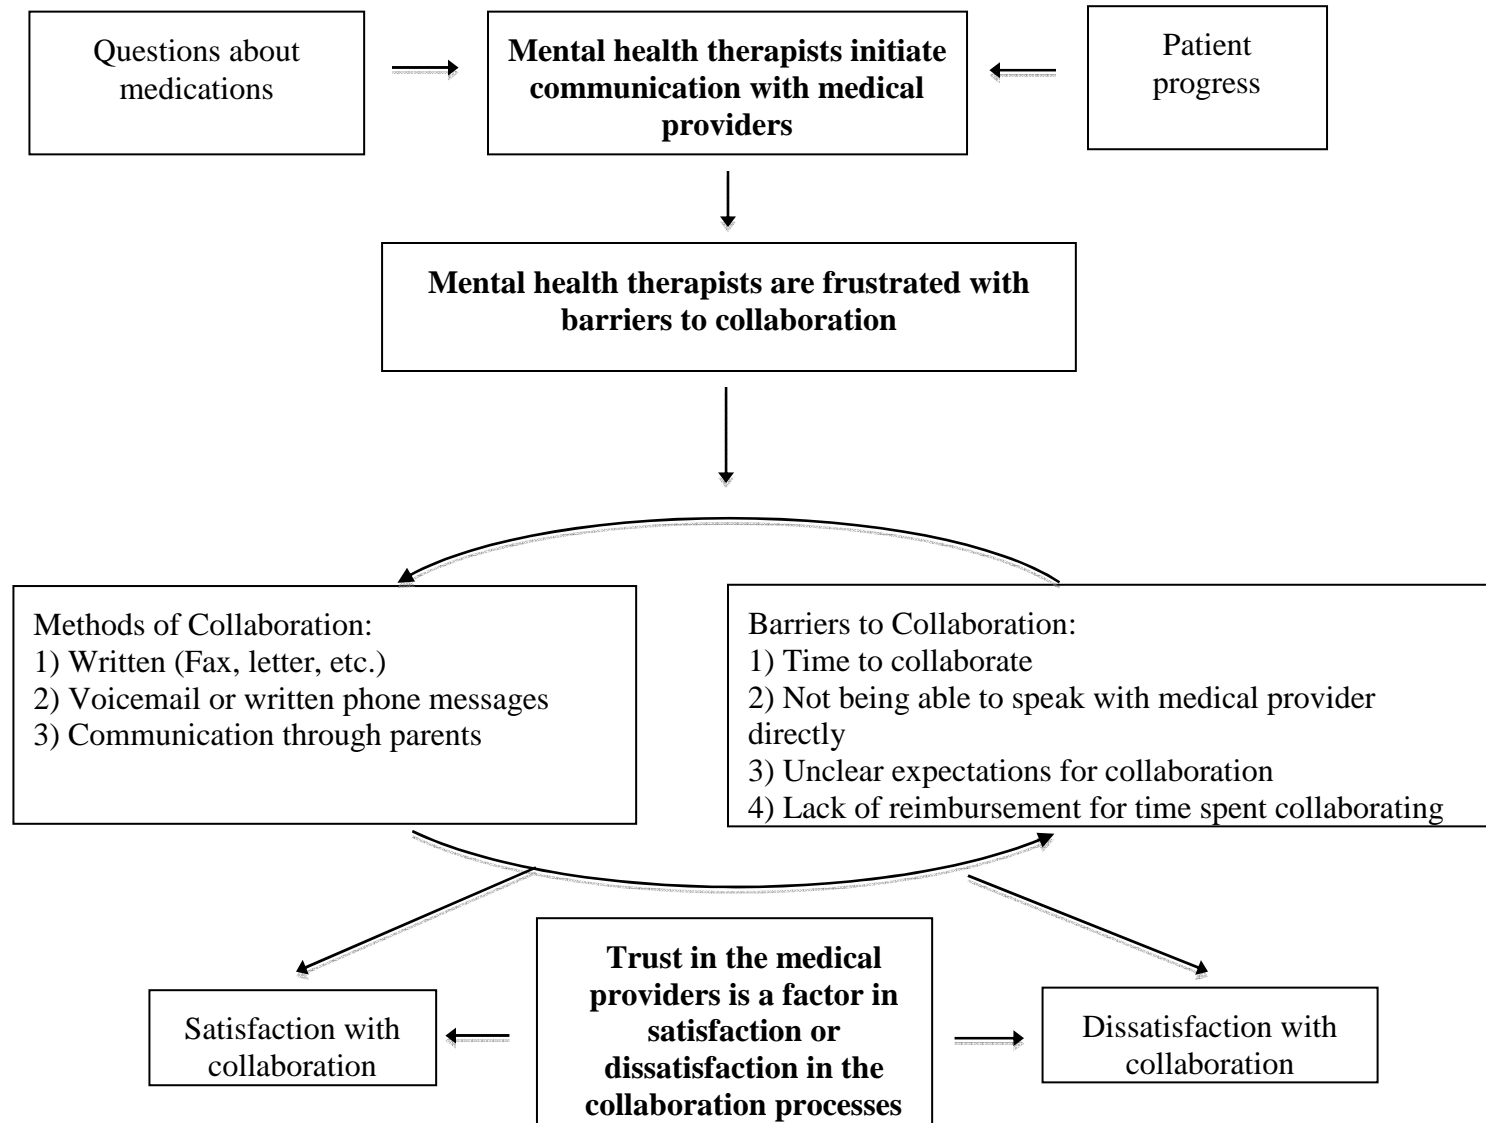 Questions about
medications
Mental health therapists initiate
communication with medical
providers
Patient
progress
Mental health therapists are frustrated with
barriers to collaboration
Methods of Collaboration:
1) Written (Fax, letter, etc.)
2) Voicemail or written phone messages
3) Communication through parents
Barriers to Collaboration:
1) Time to collaborate
2) Not being able to speak with medical provider
directly
3) Unclear expectations for collaboration
4) Lack of reimbursement for time spent collaborating
Satisfaction with
collaboration
Trust in the medical
providers is a factor in
satisfaction or
dissatisfaction in the
collaboration processes
Dissatisfaction with
collaboration